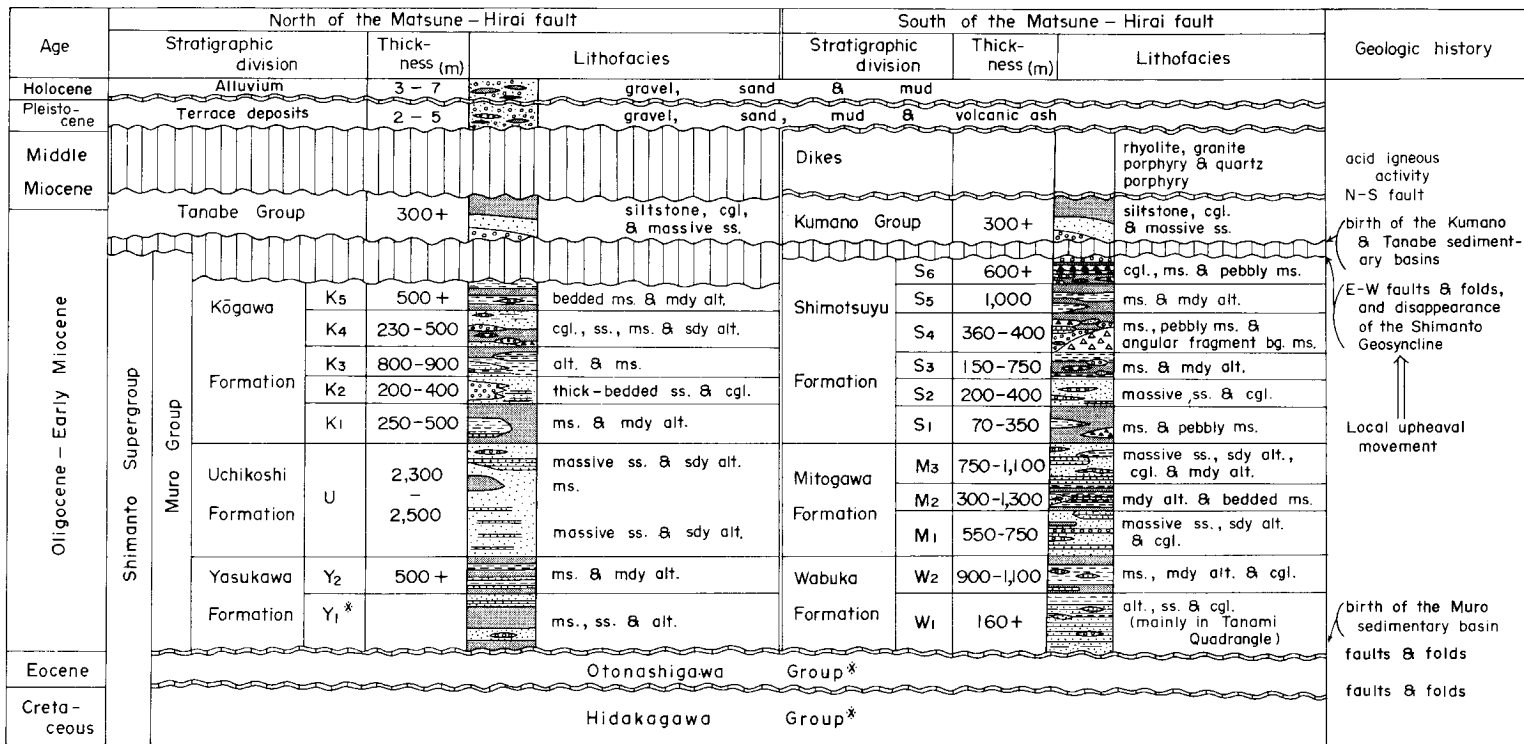 Age
North of the Matsune – Hirai fault
South of the Matsune – Hirai fault
Geologic history
Stratigraphic division
Thick-ness (m)
Lithofacies
Stratigraphic division
Thick-ness (m)
Lithofacies
Holocene
Alluvium
3 – 7
gravel, sand & mud
Pleisto-cene
Terrace deposits
2 – 5
gravel, sand, mud & volcanic ash
Middle Miocene
Dikes
rhyolite, granite
porphyry & quartz
porphyry
acid igneous
activity
N–S fault
Oligocene – Early Miocene
Tanabe Group
300+
siltstone, cgl,
& massive ss.
Kumano Group
300+
siltstone, cgl.
& massive ss.
birth of the Kumano
& Tanabe sediment-
ary basins
Shimanto Supergroup
Muro Group
Kōgawa
Formation
K5
500 +
bedded ms. & mdy alt.
K4
230 – 500
cgl., ss., ms. & sdy alt.
K3
800 – 900
alt. & ms.
K2
200 – 400
thick-bedded ss. & cgl.
K1
250 – 500
ms. & mdy alt.
Uchikoshi
Formation
U
2,300
–
2,500
massive ss. & sdy alt.
ms.
massive ss. & sdy alt.
Yasukawa
Formation
Y2
500 +
ms. & mdy alt.
Y1*
ms., ss. & alt.
Shimotsuyu
Formation
S6
600+
cgl., ms. & pebbly ms.
S5
1,000
ms. & mdy alt.
S4
360–400
ms., pebbly ms. &
angular fragment bg. ms.
S3
150–750
ms. & mdy alt.
S2
200–400
massive ss. & cgl.
S1
70–350
ms. & pebbly ms.
Mitogawa
Formation
M3
750–1,100
massive ss., sdy alt.,
cgl. & mdy alt.
M2
300–1,300
mdy alt. & bedded ms.
M1
550–750
massive ss., sdy alt.
& cgl.
Wabuka
Formation
W2
900–1,100
ms., mdy alt. & cgl.
W1
160+
alt., ss. & cgl.
(mainly in Tanami
Quadrangle)
E–W faults & folds,
and disappearance
of the Shimanto
Geosyncline
Local upheaval
movement
birth of the Muro
sedimentary basin
Eocene
Otonashigawa Group*
faults & folds
Creta-
ceous
Hidakagawa Group*
faults & folds